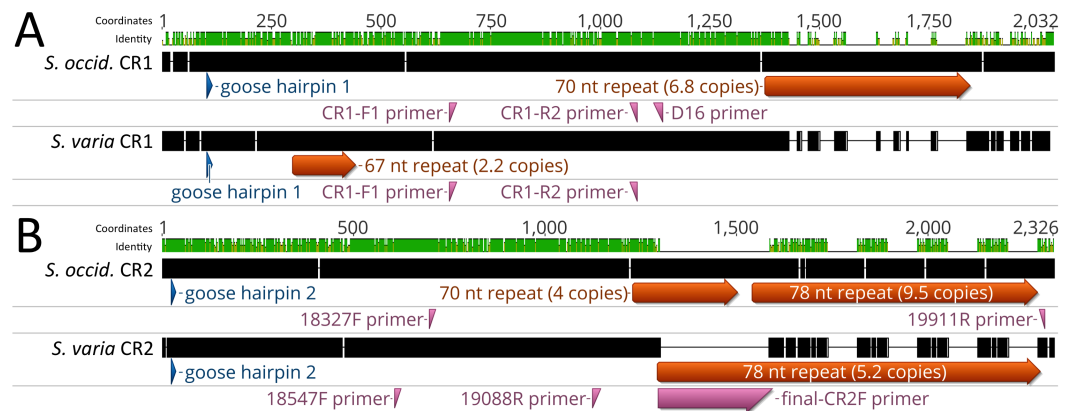 A
Coordinates 1 250 500 750 1,000 1,250 1,500 1,750 2,032
Identity
S. occid. CR1
goose hairpin 1 70 nt repeat (6.8 copies)
CR1-F1 primer CR1-R2 primer D16 primer
S. varia CR1
67 nt repeat (2.2 copies)
goose hairpin 1 CR1-F1 primer CR1-R2 primer
B
Coordinates 1 500 1,000 1,500 2,000 2,326
Identity
S. occid. CR2
goose hairpin 2 70 nt repeat (4 copies) 78 nt repeat (9.5 copies)
18327F primer 19911R primer
S. varia CR2
goose hairpin 2 78 nt repeat (5.2 copies)
18547F primer 19088R primer final-CR2F primer